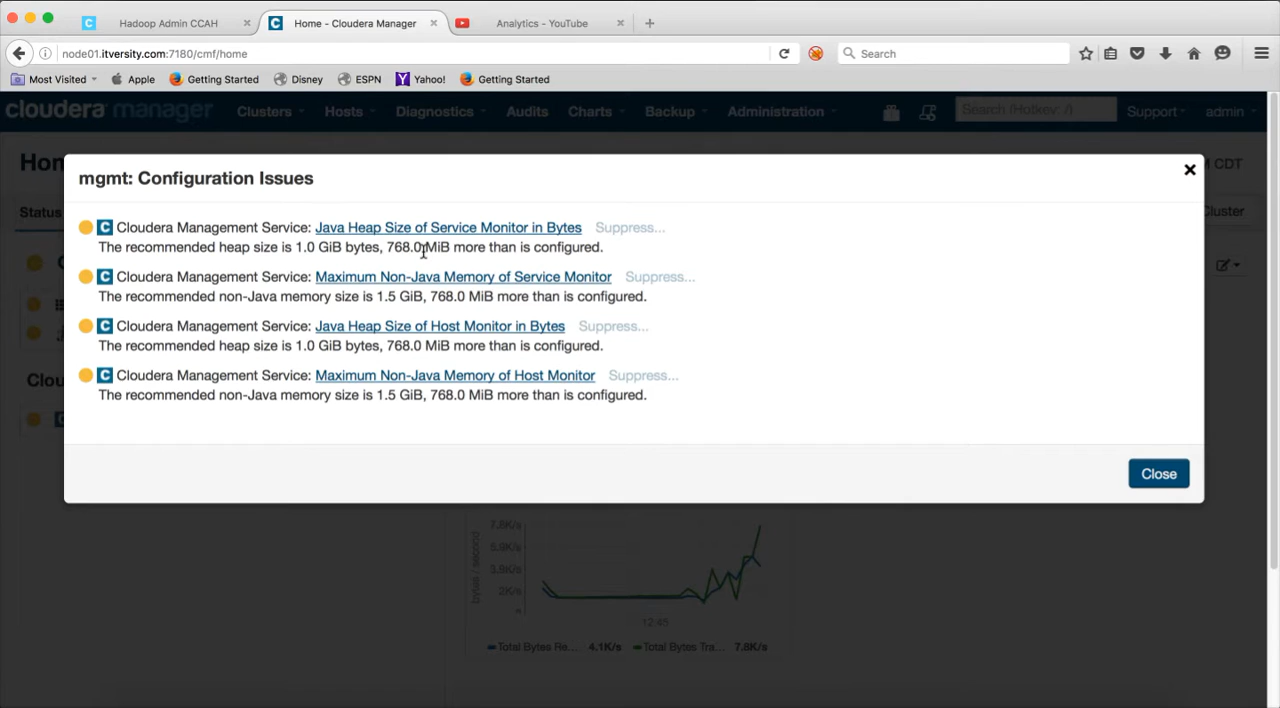 Hadoop Admin CCAH
Home - Cloudera Manager
Analytics - YouTube
node01.itversity.com:7180/cmf/home
Search
Most Visited
Apple
Getting Started
Disney
ESPN
Yahoo!
Getting Started
cloudera manager
Clusters
Hosts
Diagnostics
Audits
Charts
Backup
Administration
Search (Hotkey: /)
Support
admin
Hom
M CDT
mgmt: Configuration Issues
Status
Cluster
Cloudera Management Service: Java Heap Size of Service Monitor in Bytes Suppress...
The recommended heap size is 1.0 GiB bytes, 768.0 MiB more than is configured.
Cloudera Management Service: Maximum Non-Java Memory of Service Monitor Suppress...
The recommended non-Java memory size is 1.5 GiB, 768.0 MiB more than is configured.
Cloudera Management Service: Java Heap Size of Host Monitor in Bytes Suppress...
The recommended heap size is 1.0 GiB bytes, 768.0 MiB more than is configured.
Clou
Cloudera Management Service: Maximum Non-Java Memory of Host Monitor Suppress...
The recommended non-Java memory size is 1.5 GiB, 768.0 MiB more than is configured.
Close
7.8K/s
5.9K/s
3.9K/s
2K/s
bytes / second
12:45
Total Bytes Re... 4.1K/s
Total Bytes Tra... 7.8K/s